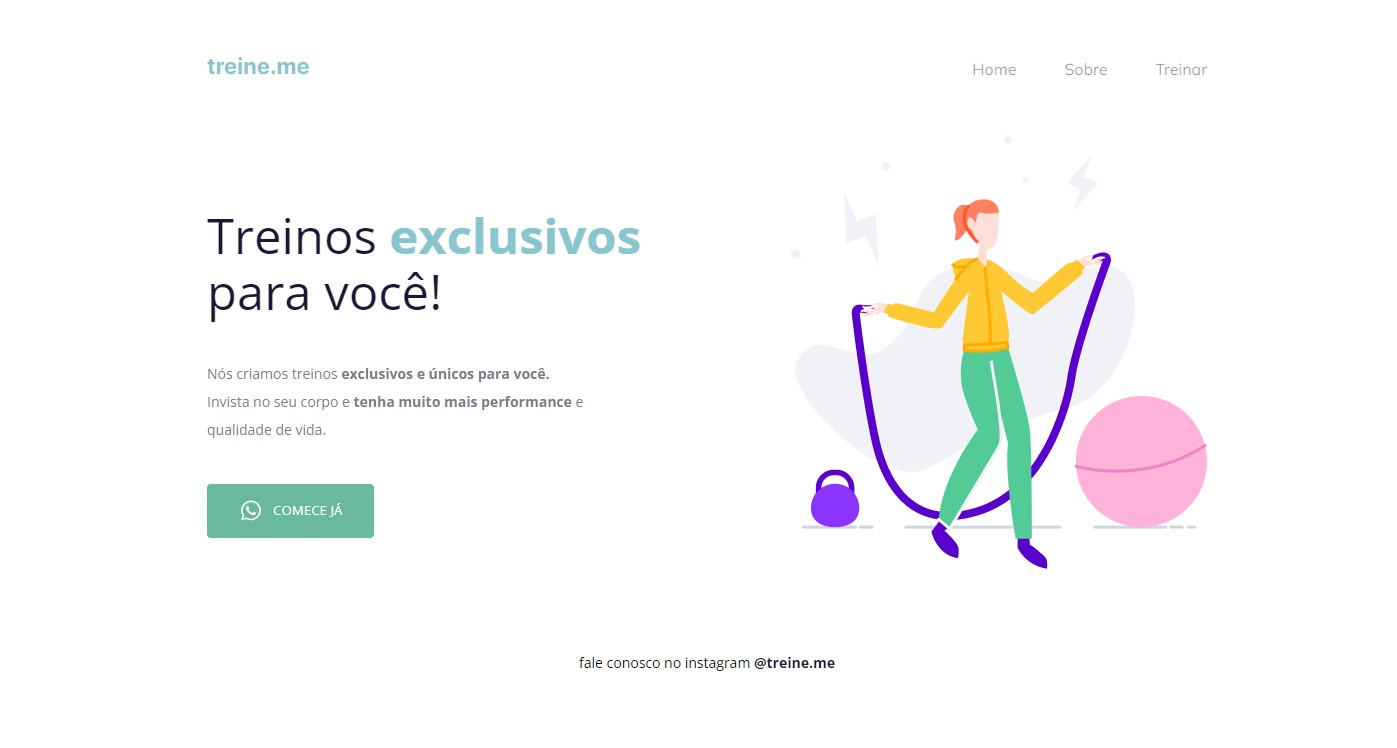 treine.me
Home
Sobre
Treinar
Treinos exclusivos
para você!
Nós criamos treinos exclusivos e únicos para você.
Invista no seu corpo e tenha muito mais performance e
qualidade de vida.
COMECE JÁ
fale conosco no instagram @treine.me